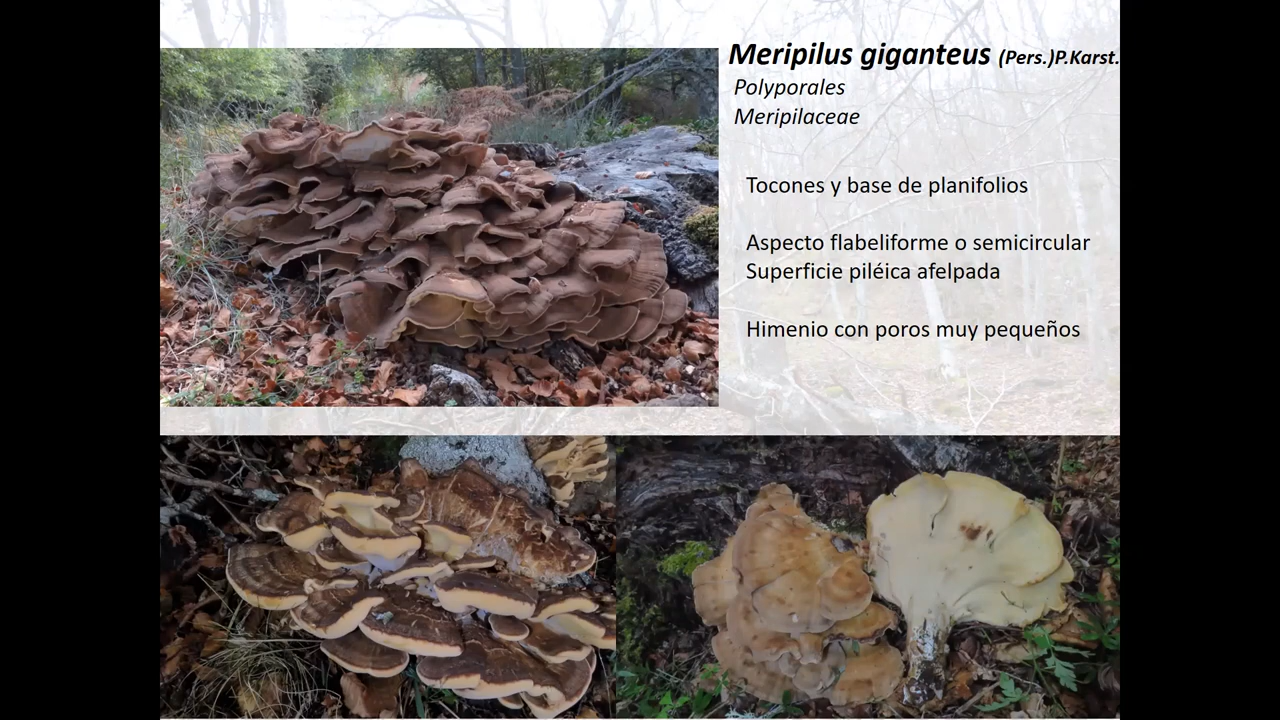 Meripilus giganteus (Pers.)P.Karst.
Polyporales
Meripilaceae
Tocones y base de planifolios
Aspecto flabeliforme o semicircular
Superficie piléica afelpada
Himenio con poros muy pequeños